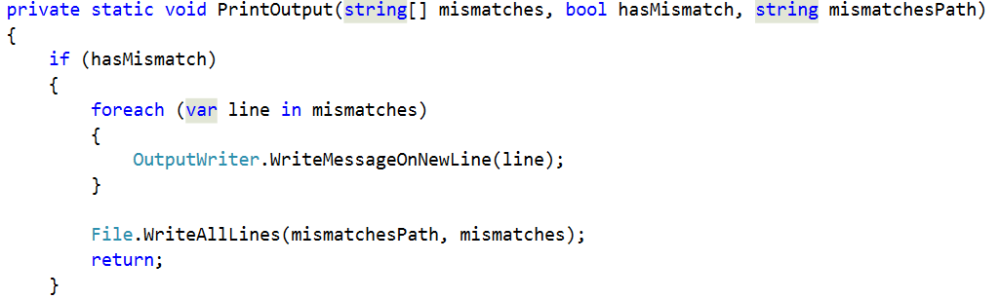 private static void PrintOutput(string[] mismatches, bool hasMismatch, string mismatchesPath)
{
    if (hasMismatch)
    {
        foreach (var line in mismatches)
        {
            OutputWriter.WriteMessageOnNewLine(line);
        }

        File.WriteAllLines(mismatchesPath, mismatches);
        return;
    }